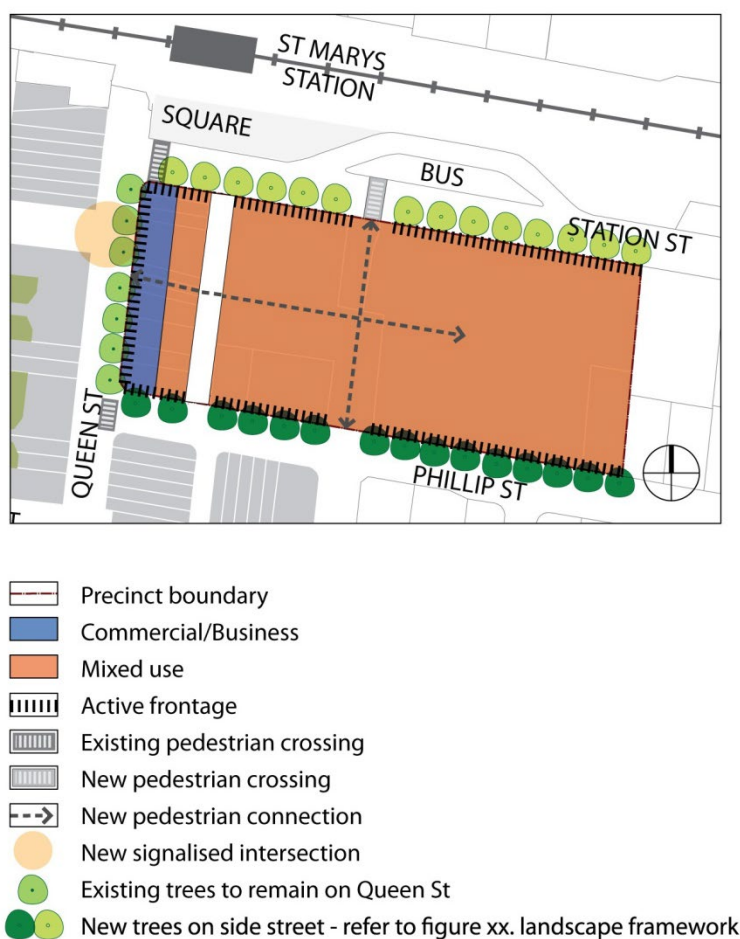 ST MARYS
STATION
SQUARE
BUS
STATION ST
QUEEN ST
PHILLIP ST
T
Precinct boundary
Commercial/Business
Mixed use
Active frontage
Existing pedestrian crossing
New pedestrian crossing
New pedestrian connection
New signalised intersection
Existing trees to remain on Queen St
New trees on side street - refer to figure xx. landscape framework